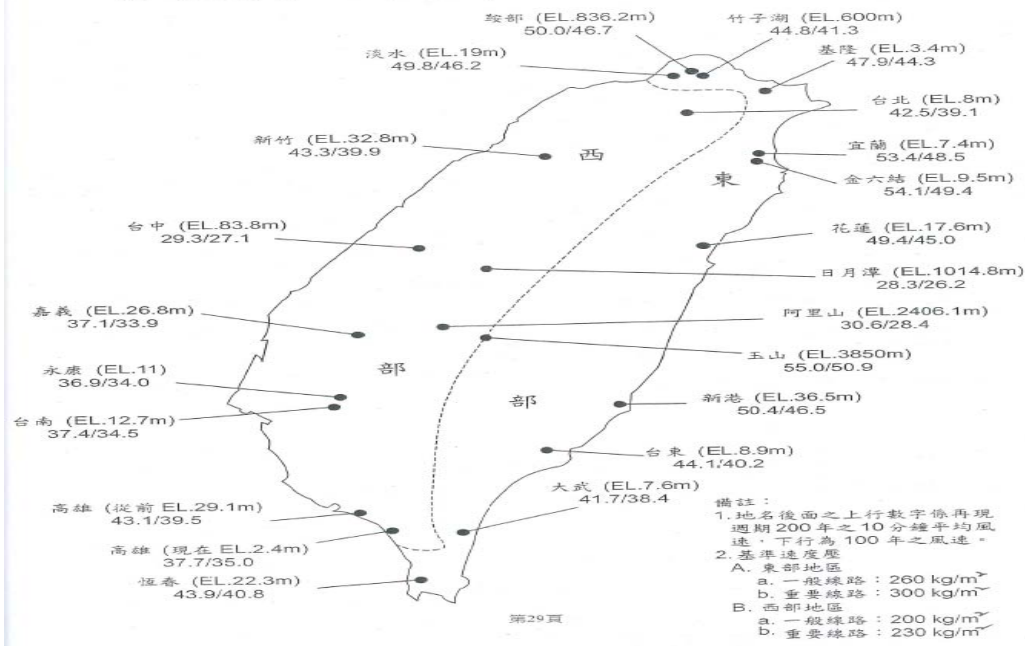 鞍部 (EL.836.2m)
50.0/46.7
竹子湖 (EL.600m)
44.8/41.3
淡水 (EL.19m)
49.8/46.2
基隆 (EL.3.4m)
47.9/44.3
台北 (EL.8m)
42.5/39.1
新竹 (EL.32.8m)
43.3/39.9
西
宜蘭 (EL.7.4m)
53.4/48.5
東
金六結 (EL.9.5m)
54.1/49.4
台中 (EL.83.8m)
29.3/27.1
花蓮 (EL.17.6m)
49.4/45.0
日月潭 (EL.1014.8m)
28.3/26.2
嘉義 (EL.26.8m)
37.1/33.9
阿里山 (EL.2406.1m)
30.6/28.4
玉山 (EL.3850m)
55.0/50.9
部
永康 (EL.11)
36.9/34.0
部
新港 (EL.36.5m)
50.4/46.5
台南 (EL.12.7m)
37.4/34.5
台東 (EL.8.9m)
44.1/40.2
大武 (EL.7.6m)
41.7/38.4
高雄 (從前 EL.29.1m)
43.1/39.5
高雄 (現在 EL.2.4m)
37.7/35.0
恆春 (EL.22.3m)
43.9/40.8
備註：
1.地名後面之上行數字係再現
週期200年之10分鐘平均風
速，下行為100年之風速。
2.基準速度壓
A. 東部地區
a. 一般線路：260 kg/m²
b. 重要線路：300 kg/m²
B. 西部地區
a. 一般線路：200 kg/m²
b. 重要線路：230 kg/m²
第29頁